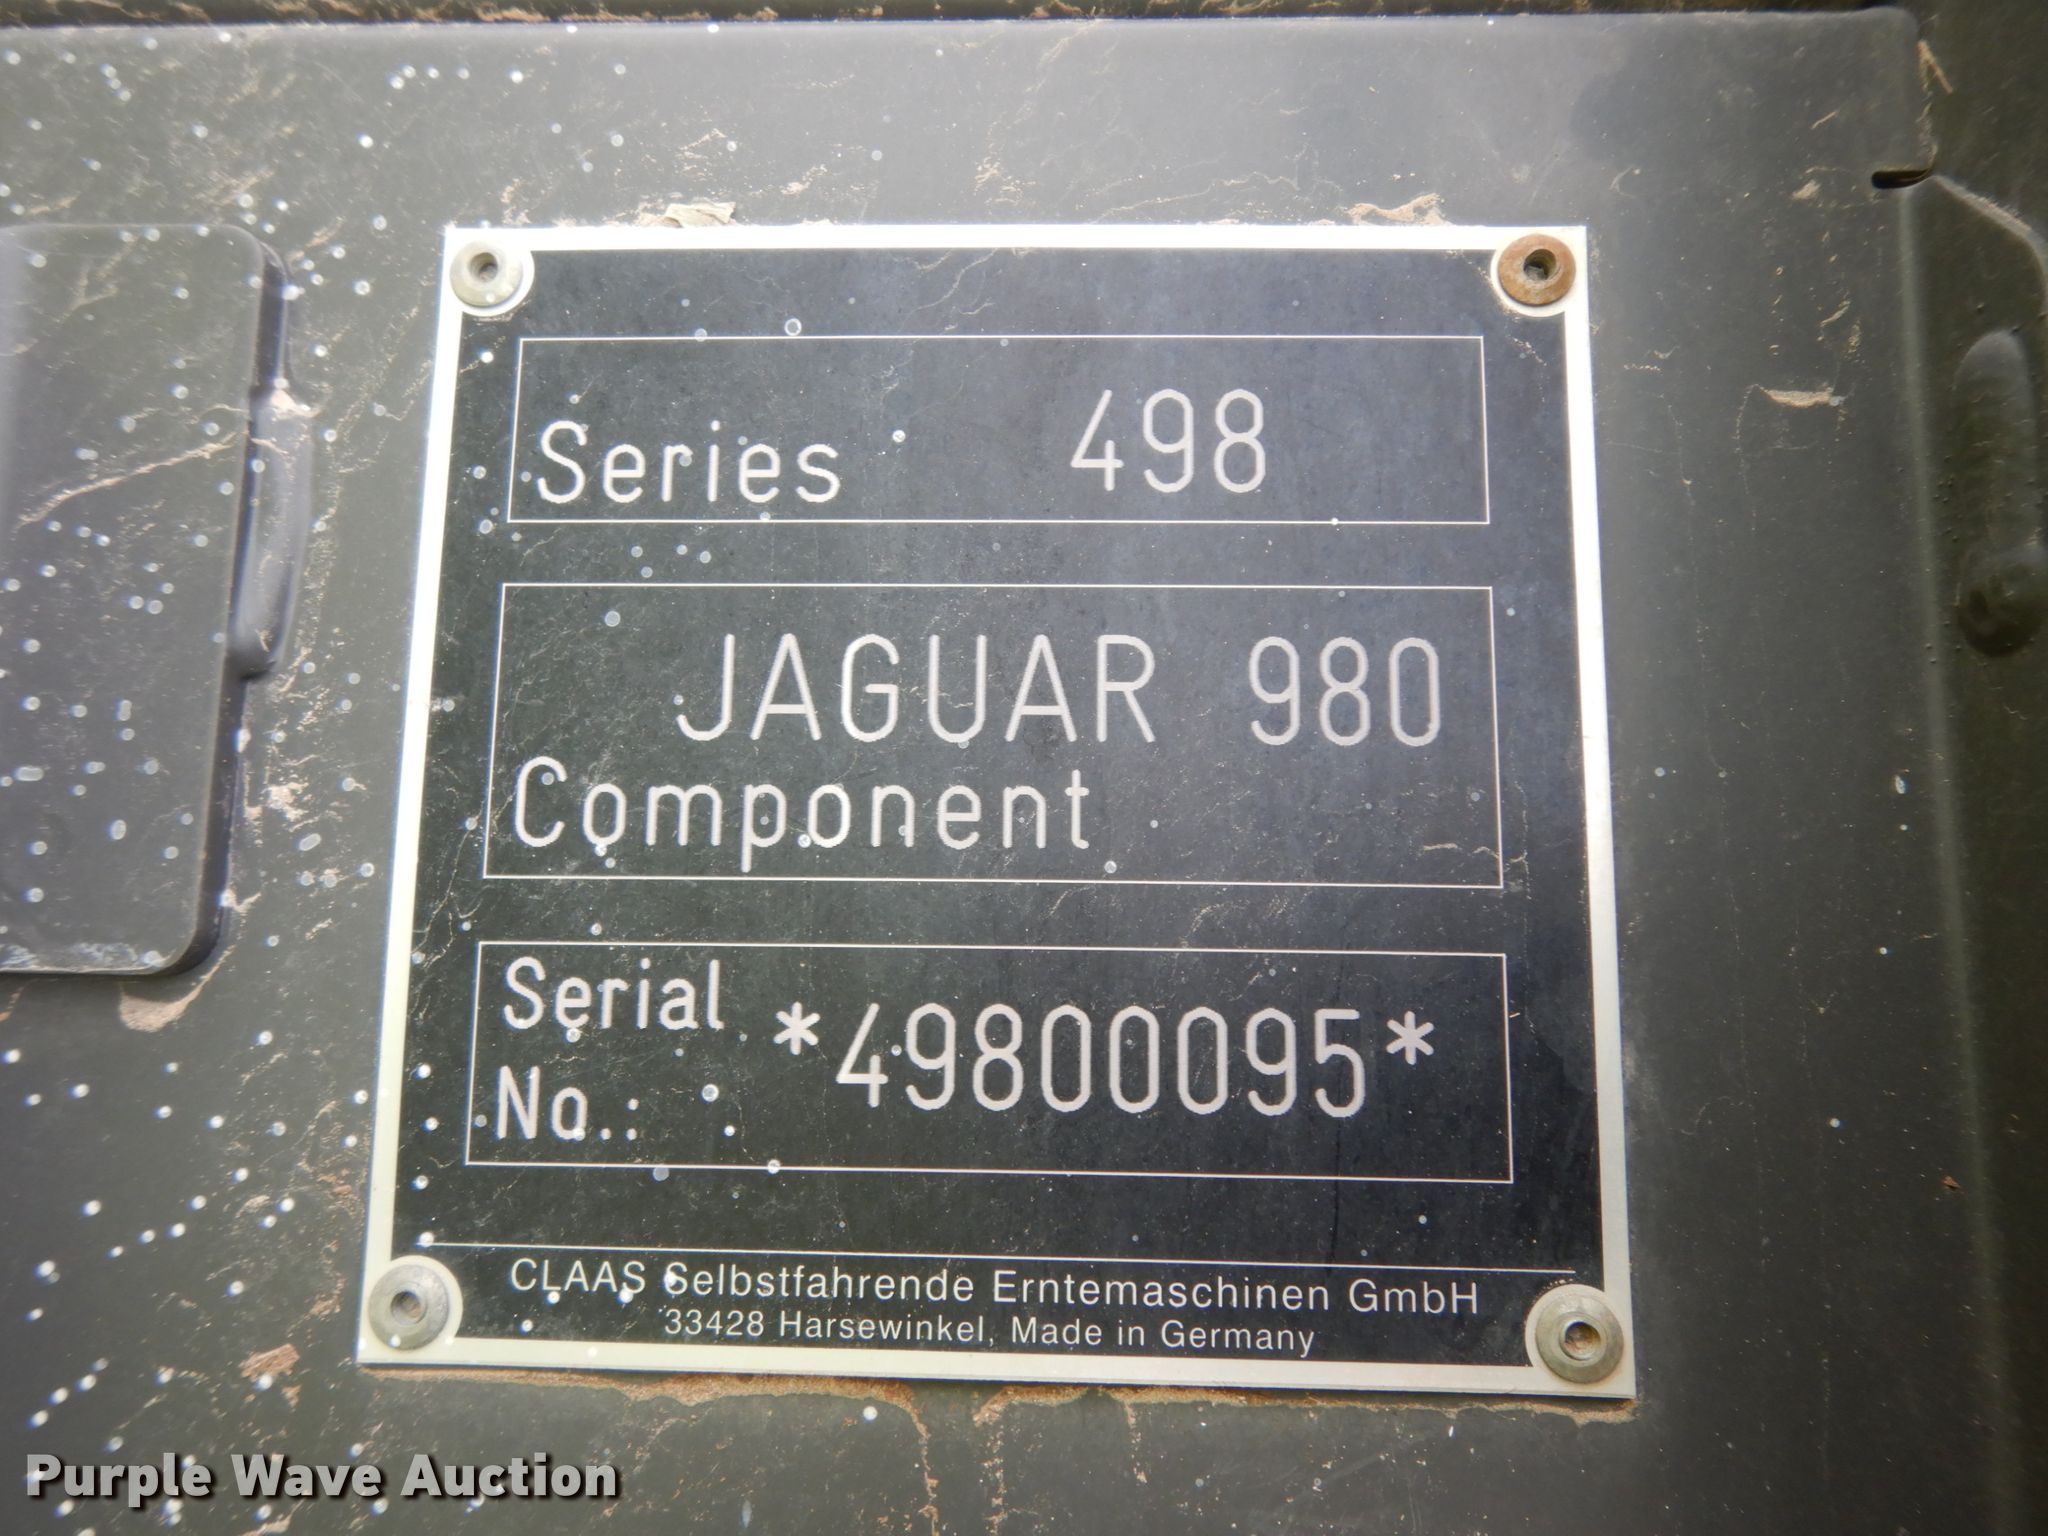 Series 498
JAGUAR 980
Component
Serial
No.: *49800095*
CLAAS Selbstfahrende Erntemaschinen GmbH
33428 Harsewinkel, Made in Germany
Purple Wave Auction